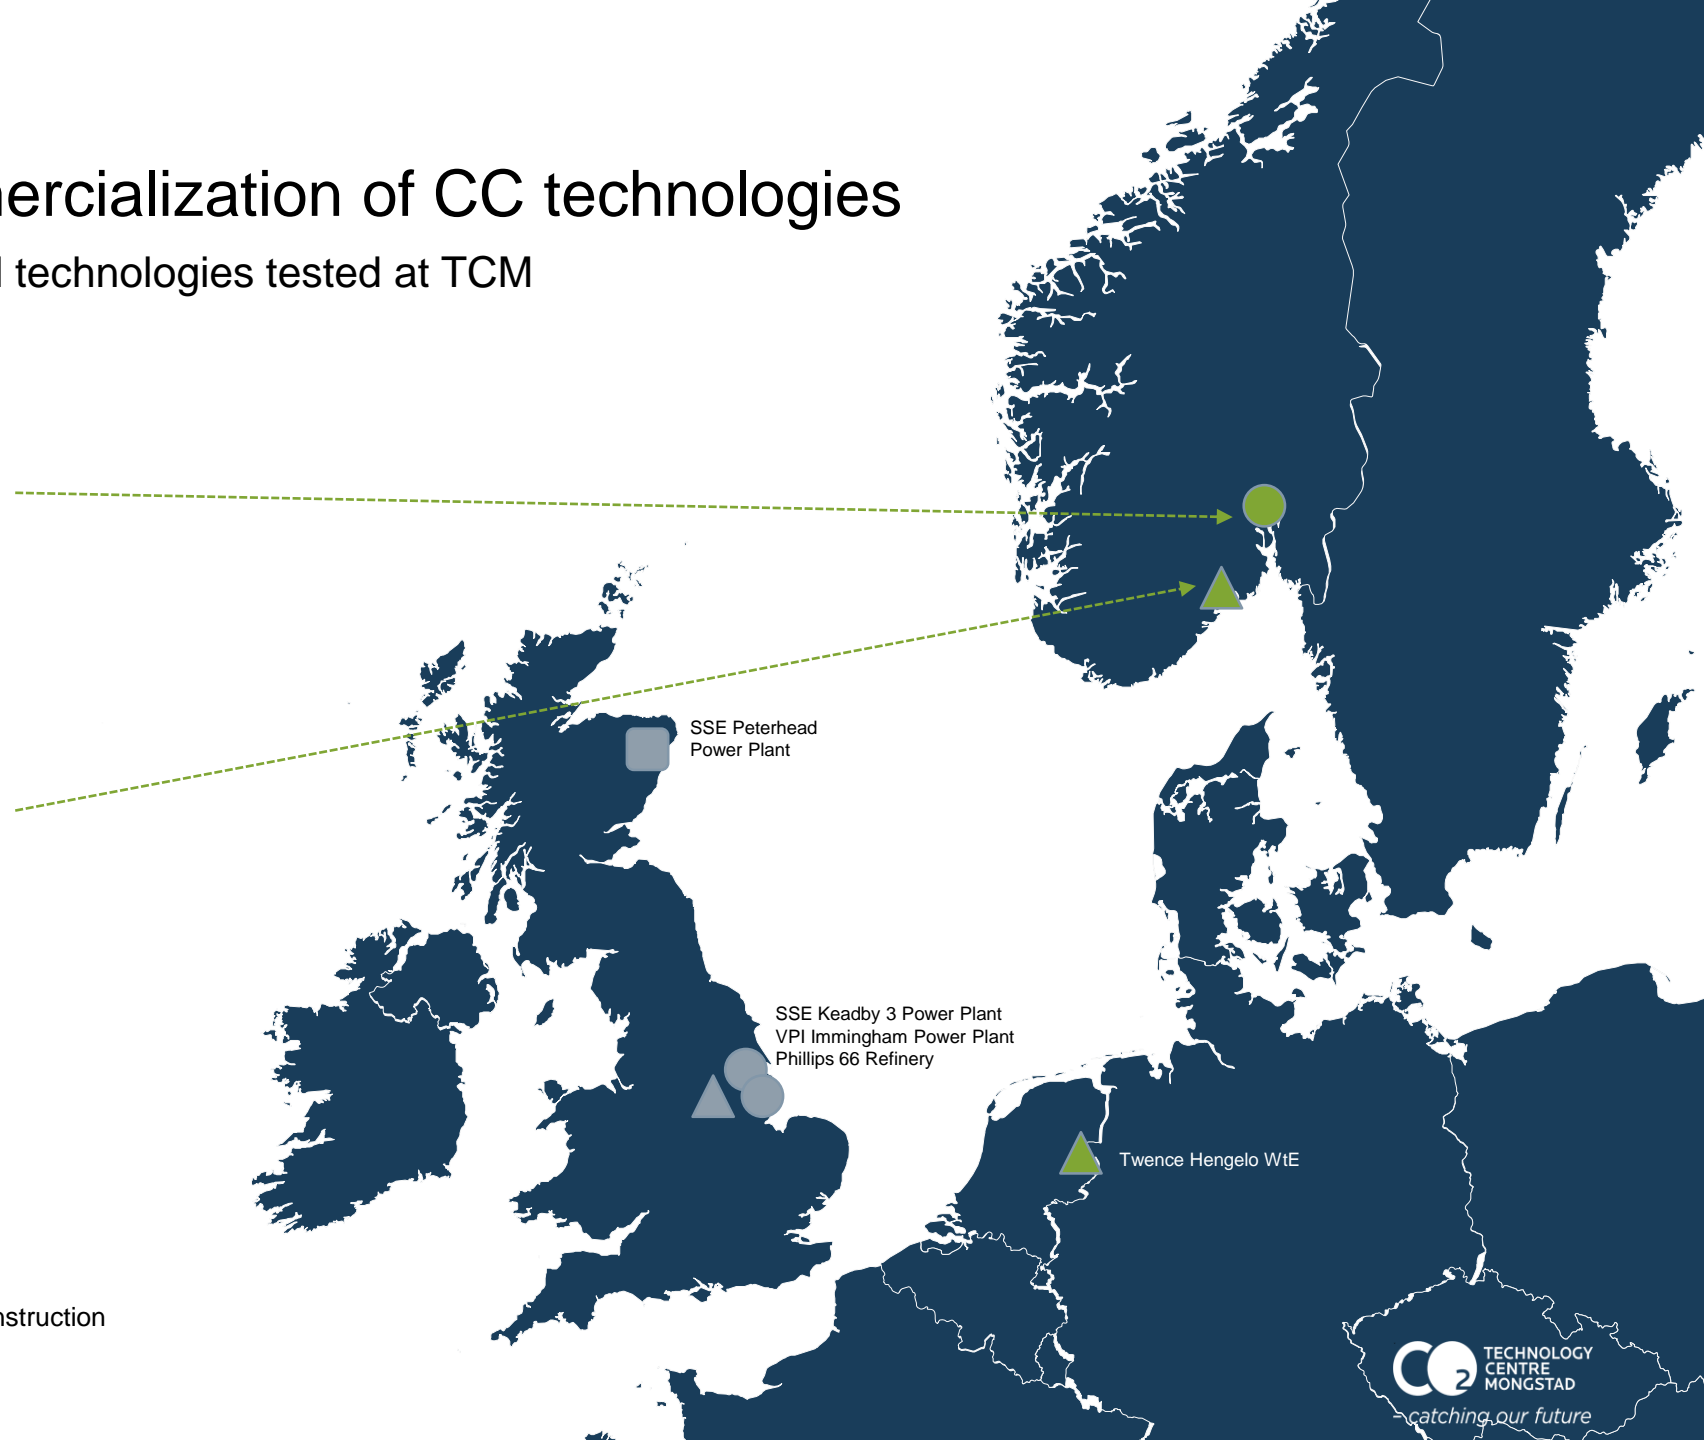 ercialization of CC technologies
technologies tested at TCM
SSE Peterhead
Power Plant
SSE Keadby 3 Power Plant
VPI Immingham Power Plant
Phillips 66 Refinery
Twence Hengelo WtE
nstruction
CO2 TECHNOLOGY
CENTRE
MONGSTAD
- catching our future